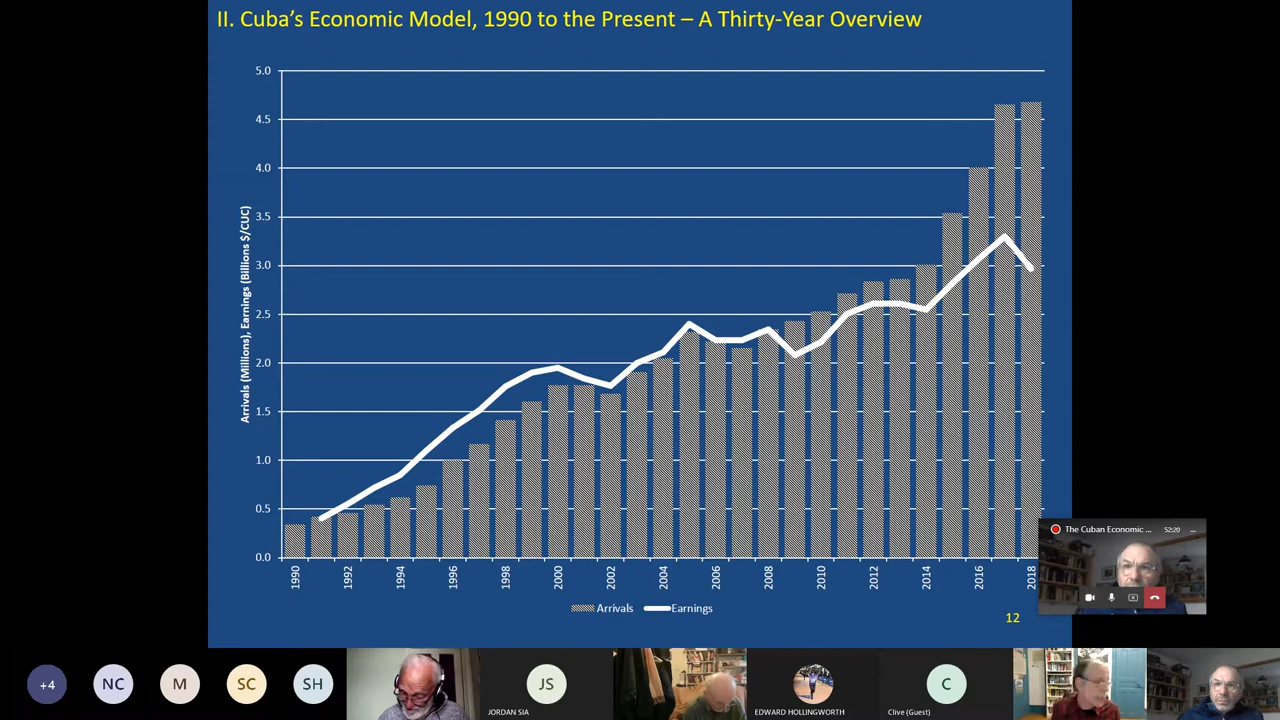 II. Cuba's Economic Model, 1990 to the Present – A Thirty-Year Overview
Arrivals (Millions), Earnings (Billions $/CUC)
5.0
4.5
4.0
3.5
3.0
2.5
2.0
1.5
1.0
0.5
0.0
1990
1992
1994
1996
1998
2000
2002
2004
2006
2008
2010
2012
2014
2016
2018
Arrivals
Earnings
12
The Cuban Economic ...
52:20
+4
NC
M
SC
SH
JS
JORDAN SIA
EDWARD HOLLINGWORTH
C
Clive (Guest)